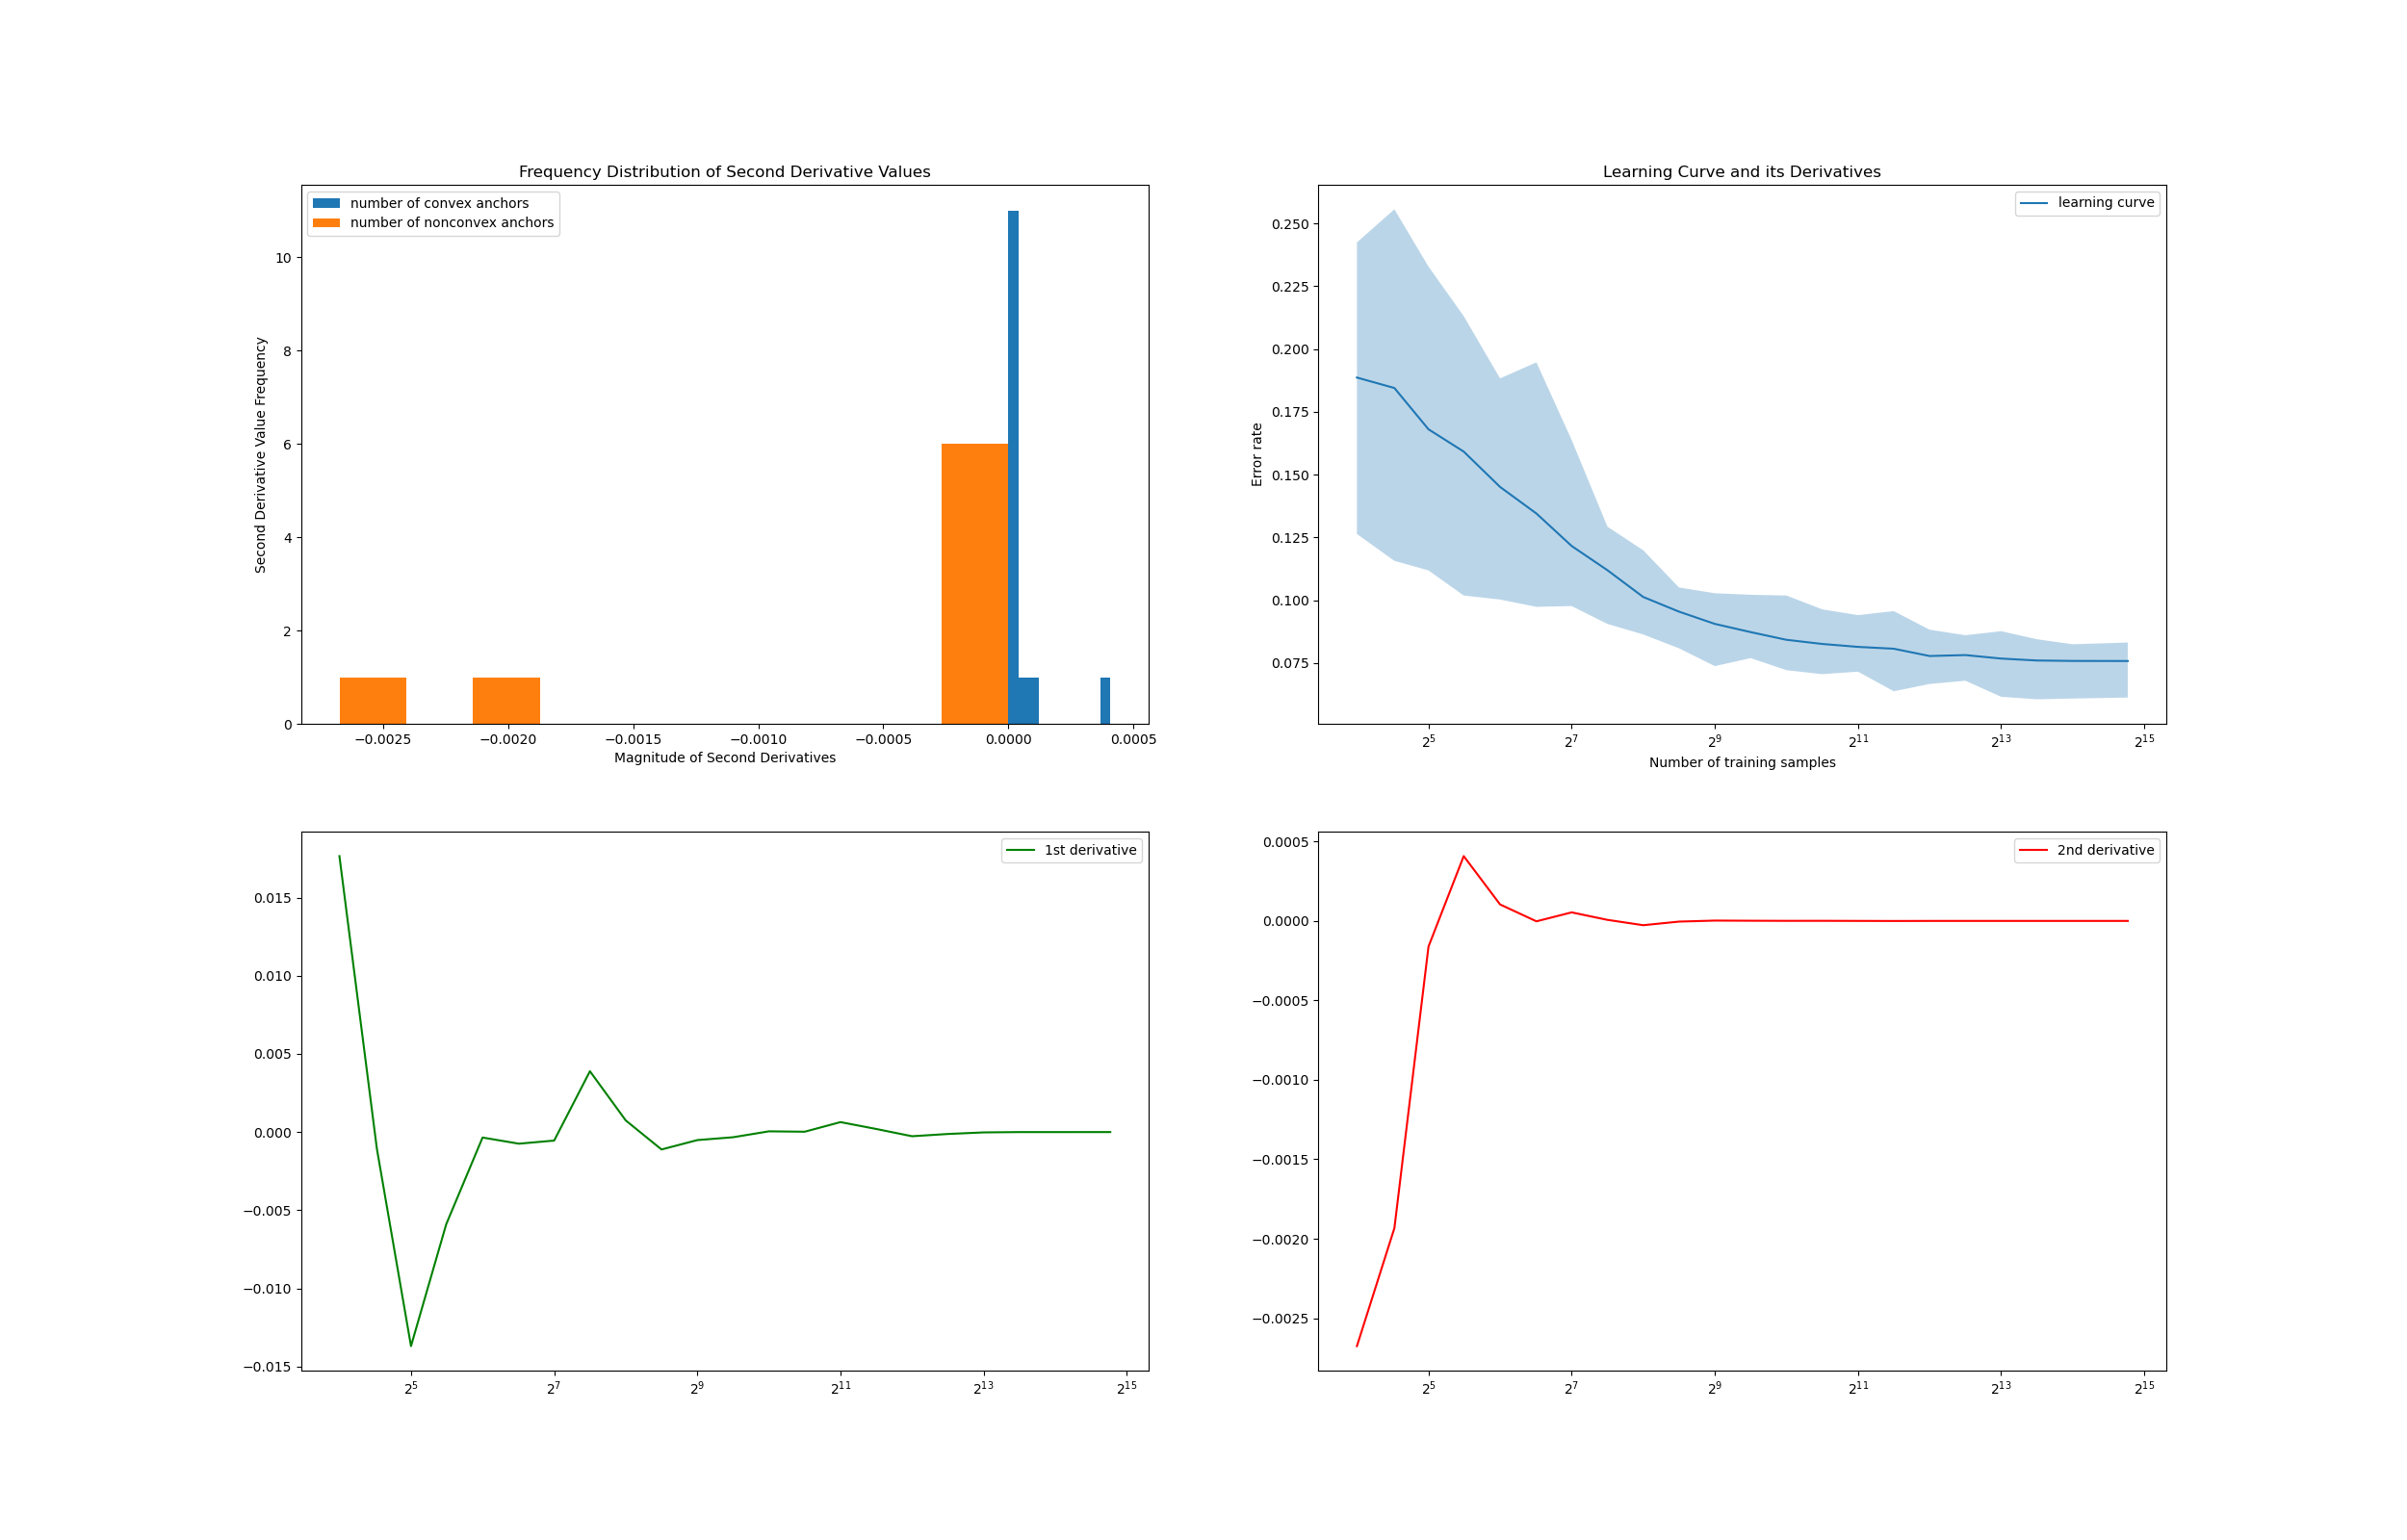 Frequency Distribution of Second Derivative Values
number of convex anchors
number of nonconvex anchors
10
8
6
4
2
0
Second Derivative Value Frequency
−0.0025 −0.0020 −0.0015 −0.0010 −0.0005 0.0000 0.0005
Magnitude of Second Derivatives
Learning Curve and its Derivatives
learning curve
0.250
0.225
0.200
0.175
0.150
0.125
0.100
0.075
Error rate
2^5 2^7 2^9 2^11 2^13 2^15
Number of training samples
1st derivative
0.015
0.010
0.005
0.000
−0.005
−0.010
−0.015
2^5 2^7 2^9 2^11 2^13 2^15
2nd derivative
0.0005
0.0000
−0.0005
−0.0010
−0.0015
−0.0020
−0.0025
2^5 2^7 2^9 2^11 2^13 2^15